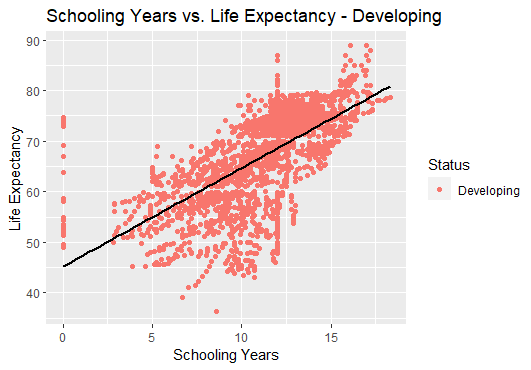 Schooling Years vs. Life Expectancy - Developing
90
80
70
60
50
40
Life Expectancy
0
5
10
15
Schooling Years
Status
Developing